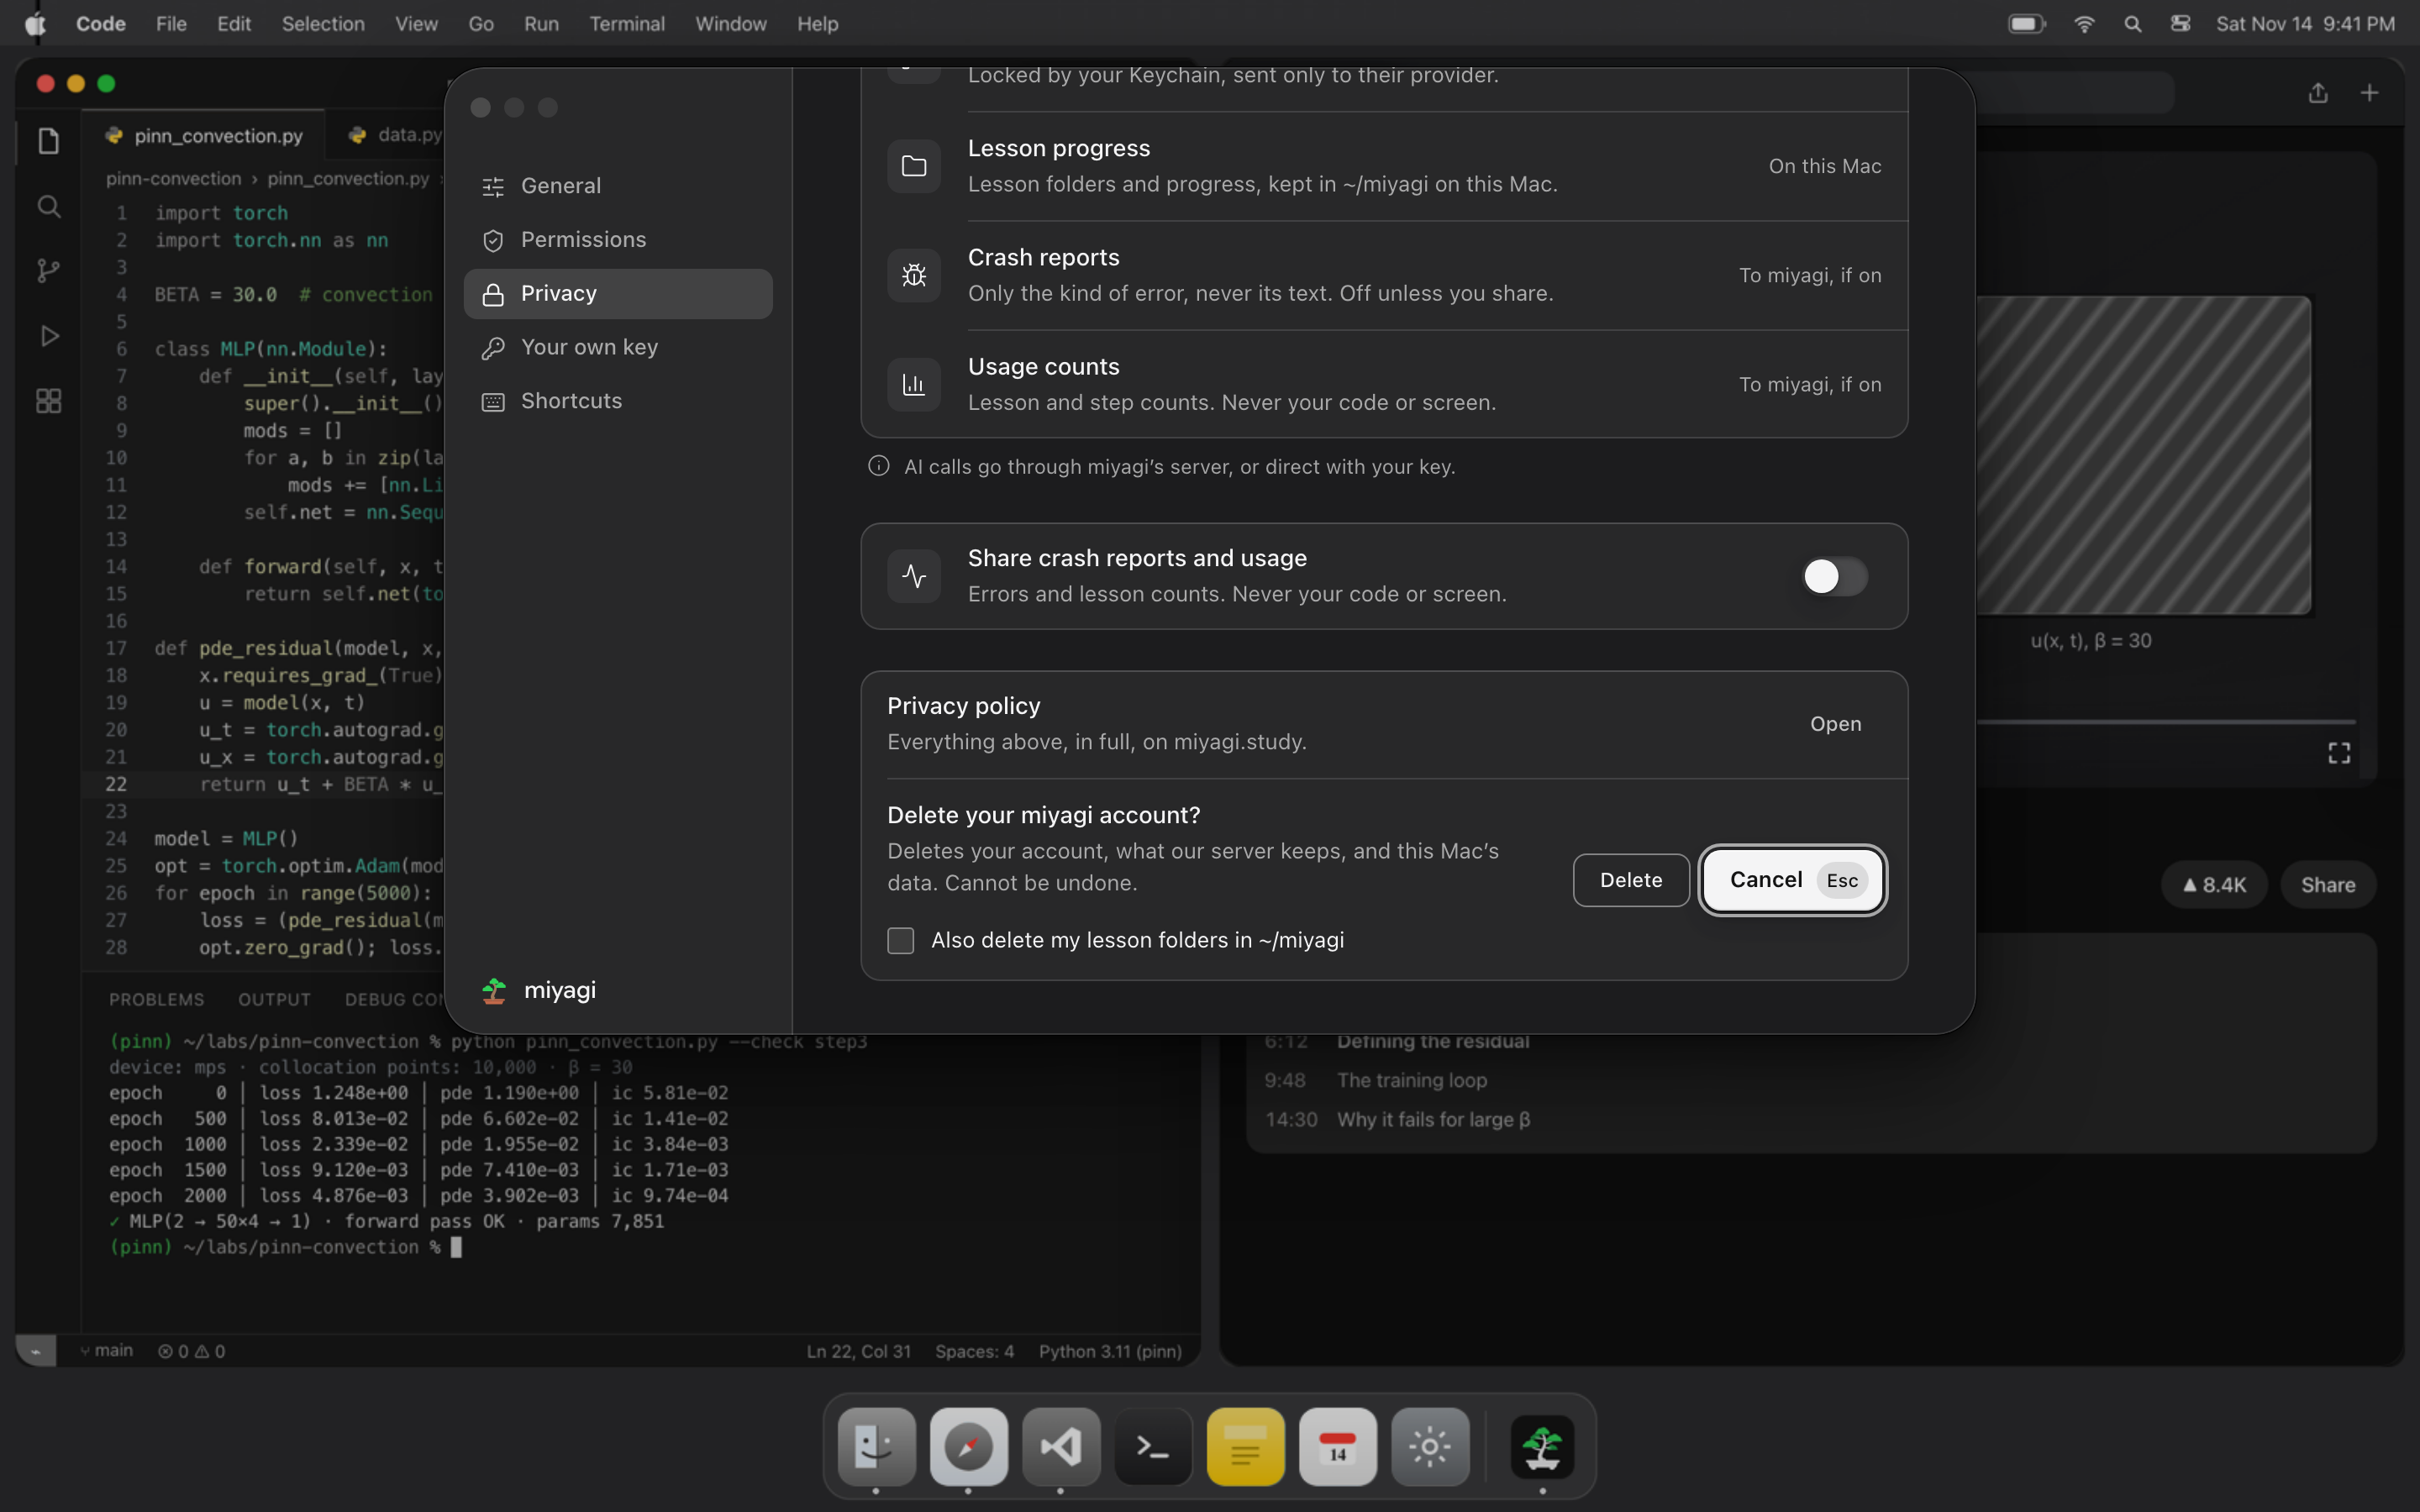 Code File Edit Selection View Go Run Terminal Window Help
Sat Nov 14 9:41 PM
pinn_convection.py
data.py
pinn-convection › pinn_convection.py ›
1 import torch
2 import torch.nn as nn
3
4 BETA = 30.0 # convection
5
6 class MLP(nn.Module):
7 def __init__(self, lay
8 super().__init__()
9 mods = []
10 for a, b in zip(la
11 mods += [nn.Li
12 self.net = nn.Sequ
13
14 def forward(self, x, t
15 return self.net(to
16
17 def pde_residual(model, x,
18 x.requires_grad_(True)
19 u = model(x, t)
20 u_t = torch.autograd.g
21 u_x = torch.autograd.g
22 return u_t + BETA * u_
23
24 model = MLP()
25 opt = torch.optim.Adam(mod
26 for epoch in range(5000):
27 loss = (pde_residual(m
28 opt.zero_grad(); loss.
PROBLEMS OUTPUT DEBUG CON
(pinn) ~/labs/pinn-convection % python pinn_convection.py --check step3
device: mps · collocation points: 10,000 · β = 30
epoch 0 | loss 1.248e+00 | pde 1.190e+00 | ic 5.81e-02
epoch 500 | loss 8.013e-02 | pde 6.602e-02 | ic 1.41e-02
epoch 1000 | loss 2.339e-02 | pde 1.955e-02 | ic 3.84e-03
epoch 1500 | loss 9.120e-03 | pde 7.410e-03 | ic 1.71e-03
epoch 2000 | loss 4.876e-03 | pde 3.902e-03 | ic 9.74e-04
✓ MLP(2 → 50×4 → 1) · forward pass OK · params 7,851
(pinn) ~/labs/pinn-convection %
main 0 0
Ln 22, Col 31 Spaces: 4 Python 3.11 (pinn)
General
Permissions
Privacy
Your own key
Shortcuts
miyagi
Locked by your Keychain, sent only to their provider.
Lesson progress
Lesson folders and progress, kept in ~/miyagi on this Mac.
On this Mac
Crash reports
Only the kind of error, never its text. Off unless you share.
To miyagi, if on
Usage counts
Lesson and step counts. Never your code or screen.
To miyagi, if on
AI calls go through miyagi’s server, or direct with your key.
Share crash reports and usage
Errors and lesson counts. Never your code or screen.
Privacy policy
Everything above, in full, on miyagi.study.
Open
Delete your miyagi account?
Deletes your account, what our server keeps, and this Mac’s
data. Cannot be undone.
Delete
Cancel Esc
Also delete my lesson folders in ~/miyagi
u(x, t), β = 30
▲ 8.4K
Share
6:12 Defining the residual
9:48 The training loop
14:30 Why it fails for large β
14